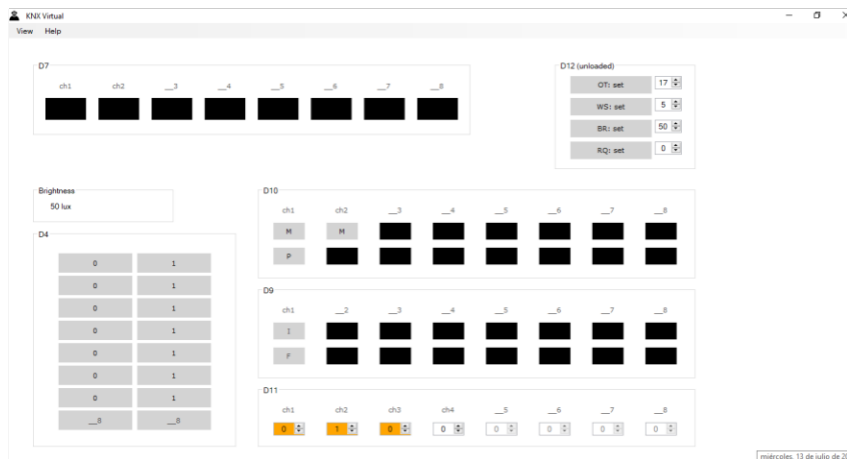 KNX Virtual
View Help
D7
ch1 ch2 __3 __4 __5 __6 __7 __8
D12 (unloaded)
OT: set 17
WS: set 5
BR: set 50
RQ: set 0
Brightness
50 lux
D4
0 1
0 1
0 1
0 1
0 1
0 1
0 1
__8 __8
D10
ch1 ch2 __3 __4 __5 __6 __7 __8
M M
P
D9
ch1 __2 __3 __4 __5 __6 __7 __8
I
F
D11
ch1 ch2 ch3 ch4 __5 __6 __7 __8
0 1 0 0 0 0 0 0
miércoles, 13 de julio de 20